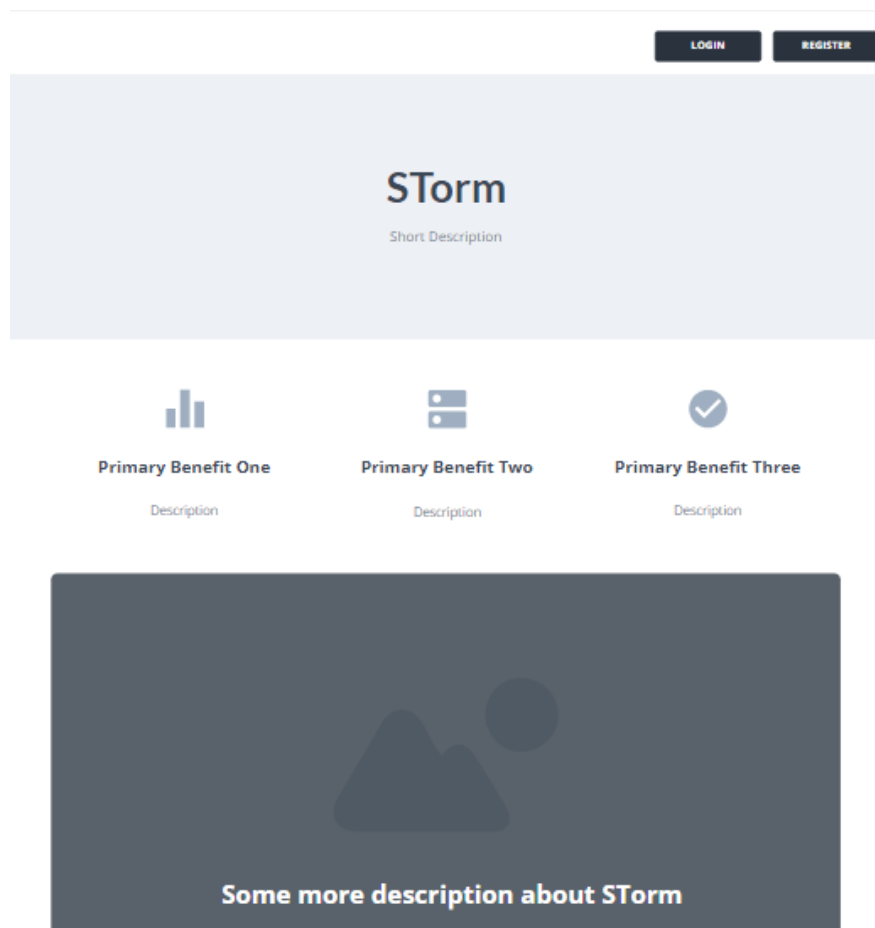 LOGIN
REGISTER
STorm
Short Description
Primary Benefit One
Primary Benefit Two
Primary Benefit Three
Description
Description
Description
Some more description about STorm